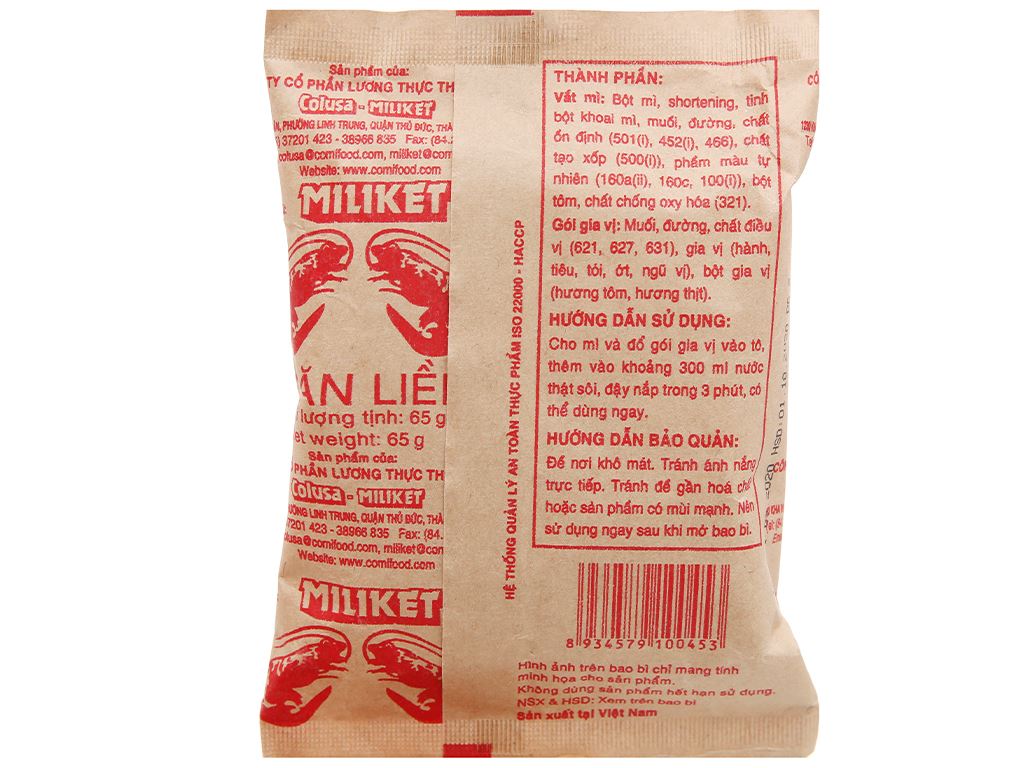 Sản phẩm của:
TY CỔ PHẦN LƯƠNG THỰC TH
Colusa - MILIKET
PHƯỜNG LINH TRUNG, QUẬN THỦ ĐỨC, THÀ
) 37201 423 - 38966 835 Fax: (84.
colusa@comifood.com, miliket@com
Website: www.comifood.com
MILIKET
ĂN LIỀ
lượng tịnh: 65 g
et weight: 65 g
Sản phẩm của:
PHẦN LƯƠNG THỰC TH
Colusa - MILIKET
ƯỜNG LINH TRUNG, QUẬN THỦ ĐỨC, THÀ
37201 423 - 38966 835 Fax: (84.
lusa@comifood.com, miliket@com
Website: www.comifood.com
MILIKET
HỆ THỐNG QUẢN LÝ AN TOÀN THỰC PHẨM ISO 22000 - HACCP
THÀNH PHẦN:
Vắt mì: Bột mì, shortening, tinh
bột khoai mì, muối, đường, chất
ổn định (501(i), 452(i), 466), chất
tạo xốp (500(i)), phẩm màu tự
nhiên (160a(ii), 160c, 100(i)), bột
tôm, chất chống oxy hóa (321).
Gói gia vị: Muối, đường, chất điều
vị (621, 627, 631), gia vị (hành,
tiêu, tỏi, ớt, ngũ vị), bột gia vị
(hương tôm, hương thịt).
HƯỚNG DẪN SỬ DỤNG:
Cho mì và đổ gói gia vị vào tô,
thêm vào khoảng 300 ml nước
thật sôi, đậy nắp trong 3 phút, có
thể dùng ngay.
HƯỚNG DẪN BẢO QUẢN:
Để nơi khô mát. Tránh ánh nắng
trực tiếp. Tránh để gần hoá chất
hoặc sản phẩm có mùi mạnh. Nên
sử dụng ngay sau khi mở bao bì.
8 934579 100453
Hình ảnh trên bao bì chỉ mang tính
minh họa cho sản phẩm.
Không dùng sản phẩm hết hạn sử dụng.
NSX & HSD: Xem trên bao bì
Sản xuất tại Việt Nam
2020 HSD:01.10.2020